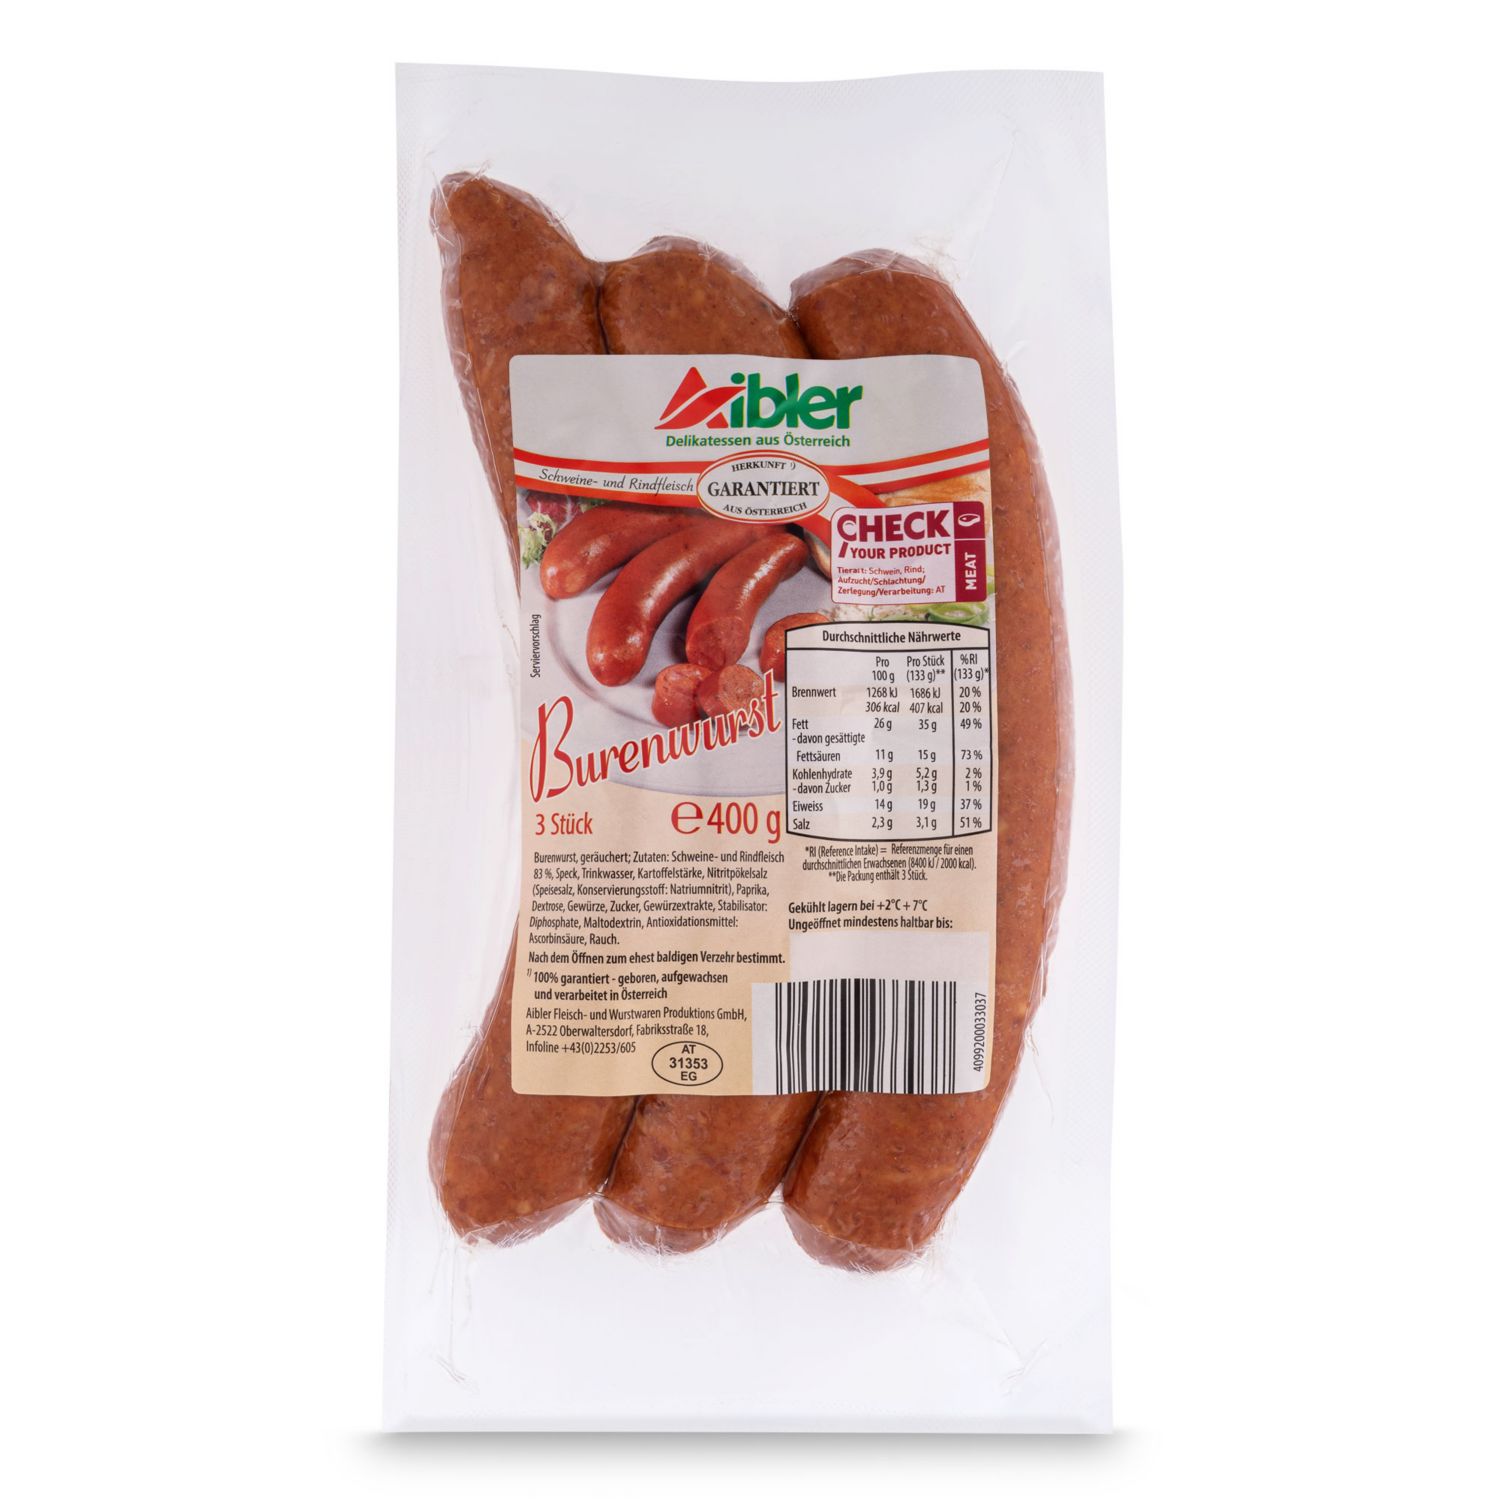 Aibler
Delikatessen aus Österreich
Schweine- und Rindfleisch
HERKUNFT ¹)
GARANTIERT
AUS ÖSTERREICH
CHECK
YOUR PRODUCT
MEAT
Tierart: Schwein, Rind;
Aufzucht/Schlachtung/
Zerlegung/Verarbeitung: AT
Serviervorschlag
Burenwurst
3 Stück
℮400 g
Durchschnittliche Nährwerte
Pro 100 g Pro Stück (133 g)** %RI (133 g)*
Brennwert 1268 kJ 1686 kJ 20 %
306 kcal 407 kcal 20 %
Fett 26 g 35 g 49 %
- davon gesättigte
Fettsäuren 11 g 15 g 73 %
Kohlenhydrate 3,9 g 5,2 g 2 %
- davon Zucker 1,0 g 1,3 g 1 %
Eiweiss 14 g 19 g 37 %
Salz 2,3 g 3,1 g 51 %
*RI (Reference Intake) = Referenzmenge für einen
durchschnittlichen Erwachsenen (8400 kJ / 2000 kcal).
**Die Packung enthält 3 Stück.
Burenwurst, geräuchert; Zutaten: Schweine- und Rindfleisch
83 %, Speck, Trinkwasser, Kartoffelstärke, Nitritpökelsalz
(Speisesalz, Konservierungsstoff: Natriumnitrit), Paprika,
Dextrose, Gewürze, Zucker, Gewürzextrakte, Stabilisator:
Diphosphate, Maltodextrin, Antioxidationsmittel:
Ascorbinsäure, Rauch.
Nach dem Öffnen zum ehest baldigen Verzehr bestimmt.
¹) 100% garantiert - geboren, aufgewachsen
und verarbeitet in Österreich
Aibler Fleisch- und Wurstwaren Produktions GmbH,
A-2522 Oberwaltersdorf, Fabriksstraße 18,
Infoline +43(0)2253/605
AT
31353
EG
Gekühlt lagern bei +2°C + 7°C
Ungeöffnet mindestens haltbar bis:
4099200033037